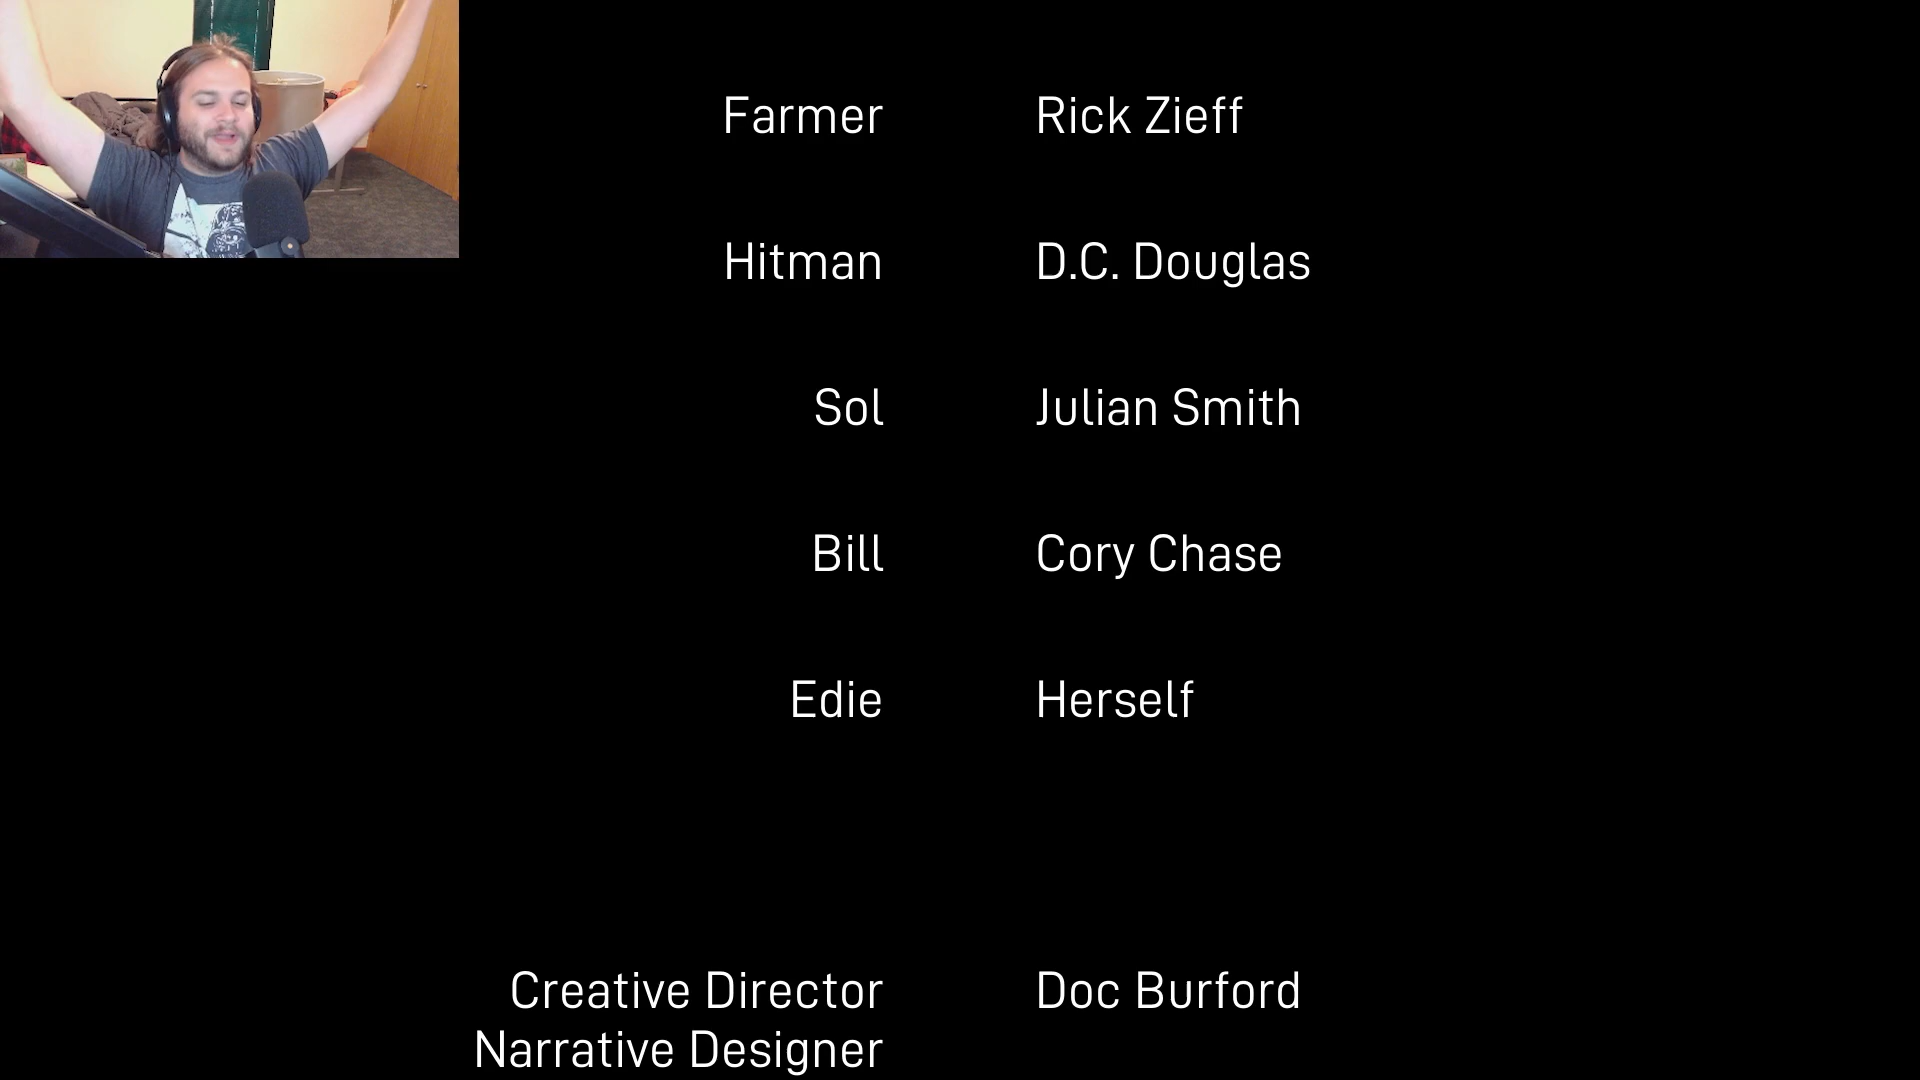 Farmer Rick Zieff
Hitman D.C. Douglas
Sol Julian Smith
Bill Cory Chase
Edie Herself
Creative Director Doc Burford
Narrative Designer